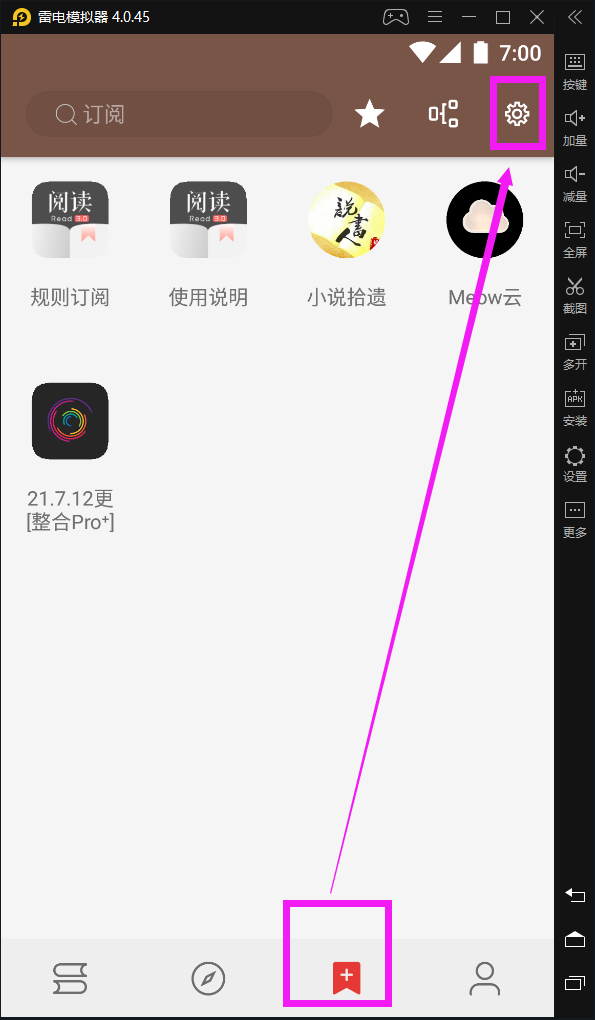 雷电模拟器 4.0.45
7:00
订阅
阅读
Read 3.0
规则订阅
阅读
Read 3.0
使用说明
説書人
小说拾遗
Meow云
21.7.12更
[整合Pro⁺]
按键
加量
减量
全屏
截图
多开
APK
安装
设置
更多